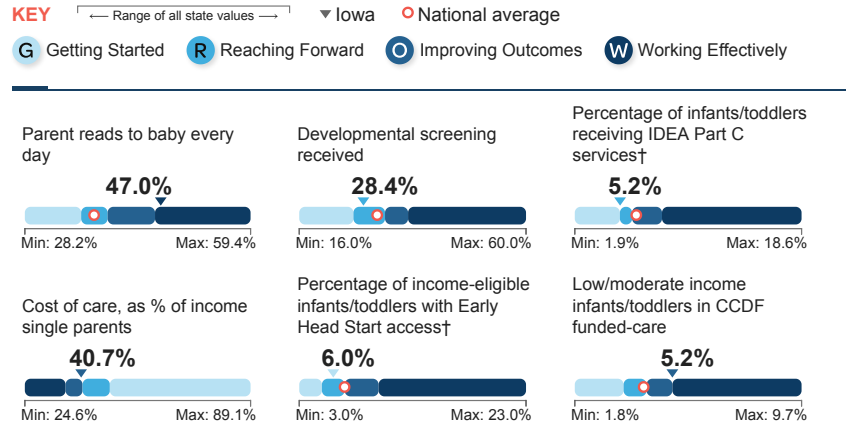 KEY
Range of all state values
Iowa
National average
G Getting Started
R Reaching Forward
O Improving Outcomes
W Working Effectively
Parent reads to baby every
day
47.0%
Min: 28.2% Max: 59.4%
Developmental screening
received
28.4%
Min: 16.0% Max: 60.0%
Percentage of infants/toddlers
receiving IDEA Part C
services†
5.2%
Min: 1.9% Max: 18.6%
Cost of care, as % of income
single parents
40.7%
Min: 24.6% Max: 89.1%
Percentage of income-eligible
infants/toddlers with Early
Head Start access†
6.0%
Min: 3.0% Max: 23.0%
Low/moderate income
infants/toddlers in CCDF
funded-care
5.2%
Min: 1.8% Max: 9.7%